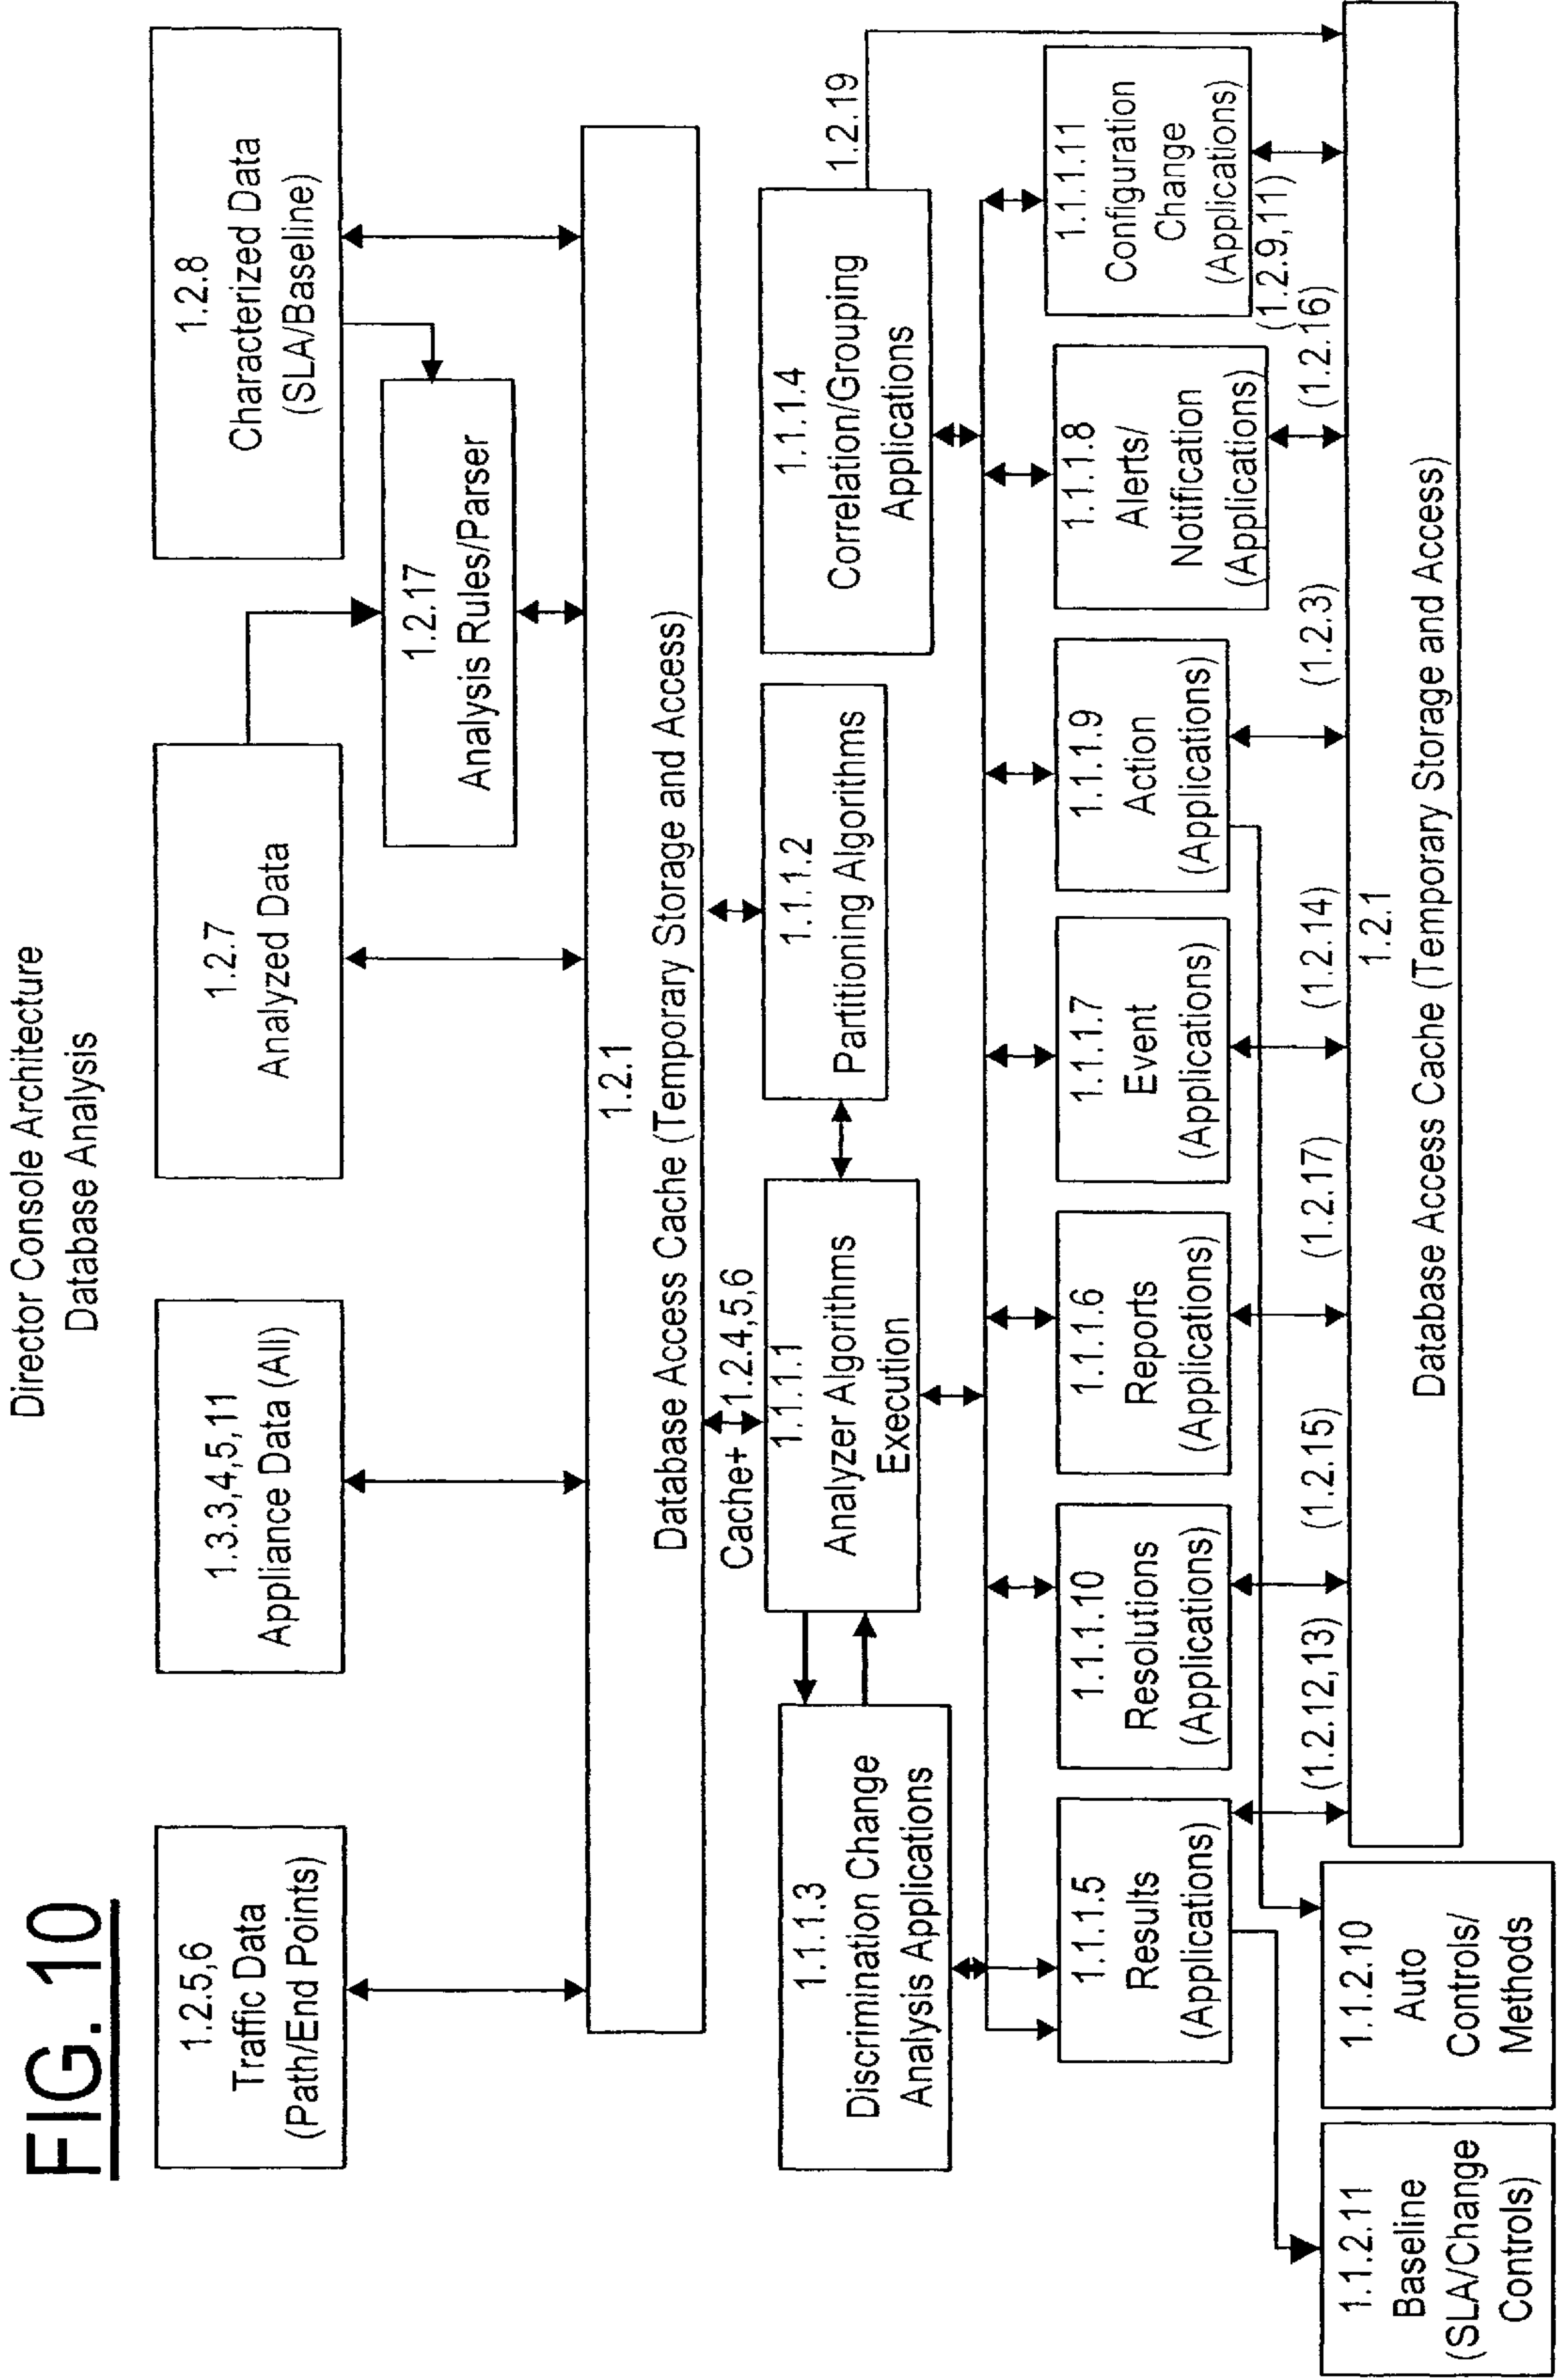 FIG. 10
Director Console Architecture
Database Analysis
1.2.5,6
Traffic Data
(Path/End Points)
1.3.3,4,5,11
Appliance Data (All)
1.2.7
Analyzed Data
1.2.8
Characterized Data
(SLA/Baseline)
1.2.17
Analysis Rules/Parser
1.2.1
Database Access Cache (Temporary Storage and Access)
Cache+ 1.2.4,5,6
1.1.1.3
Discrimination Change
Analysis Applications
1.1.1.1
Analyzer Algorithms
Execution
1.1.1.2
Partitioning Algorithms
1.1.1.4
Correlation/Grouping
Applications
1.2.19
1.1.1.5
Results
(Applications)
1.1.1.10
Resolutions
(Applications)
1.1.1.6
Reports
(Applications)
1.1.1.7
Event
(Applications)
1.1.1.9
Action
(Applications)
1.1.1.8
Alerts/
Notification
(Applications)
1.1.1.11
Configuration
Change
(Applications)
(1.2.12,13)
(1.2.15)
(1.2.17)
(1.2.14)
(1.2.3)
(1.2.16)
(1.2.9,11)
1.1.2.11
Baseline
(SLA/Change
Controls)
1.1.2.10
Auto
Controls/
Methods
1.2.1
Database Access Cache (Temporary Storage and Access)